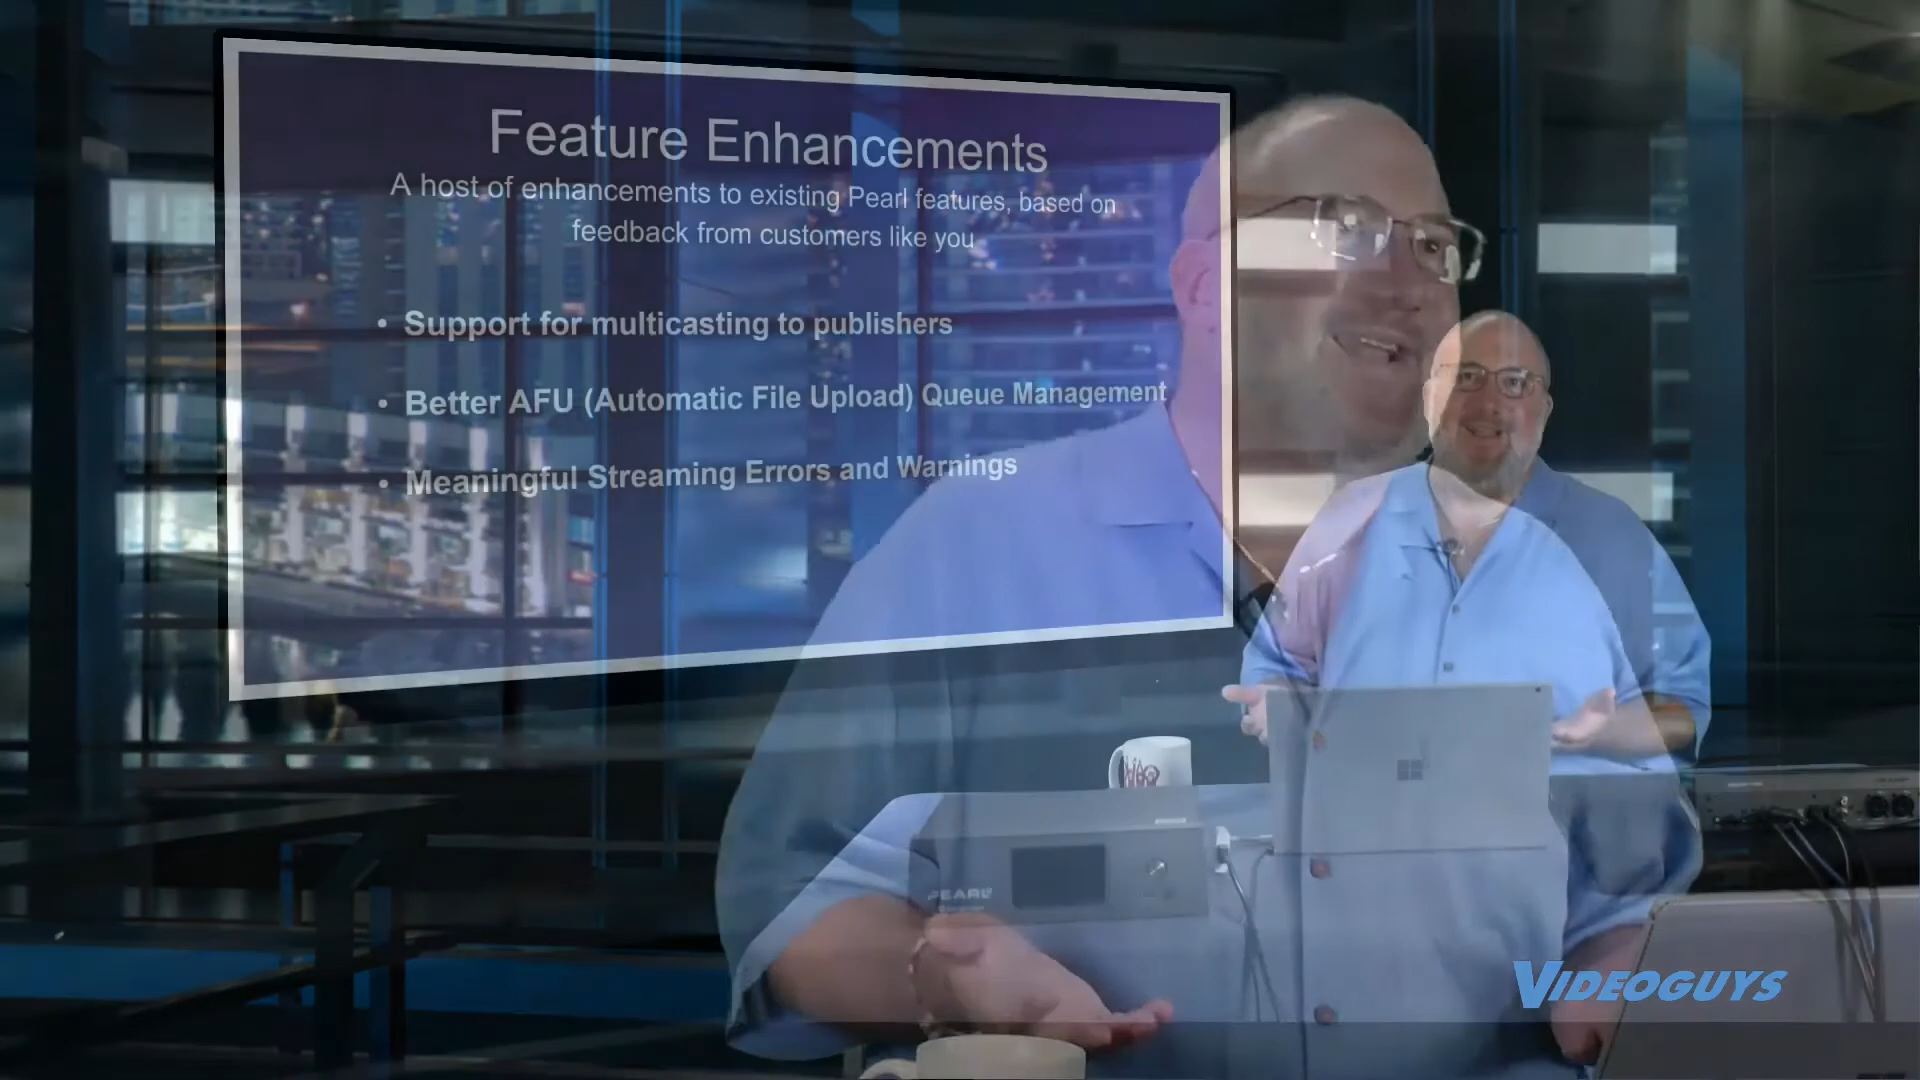 Feature Enhancements
A host of enhancements to existing Pearl features, based on
feedback from customers like you
• Support for multicasting to publishers
• Better AFU (Automatic File Upload) Queue Management
• Meaningful Streaming Errors and Warnings
PEARL
VIDEOGUYS